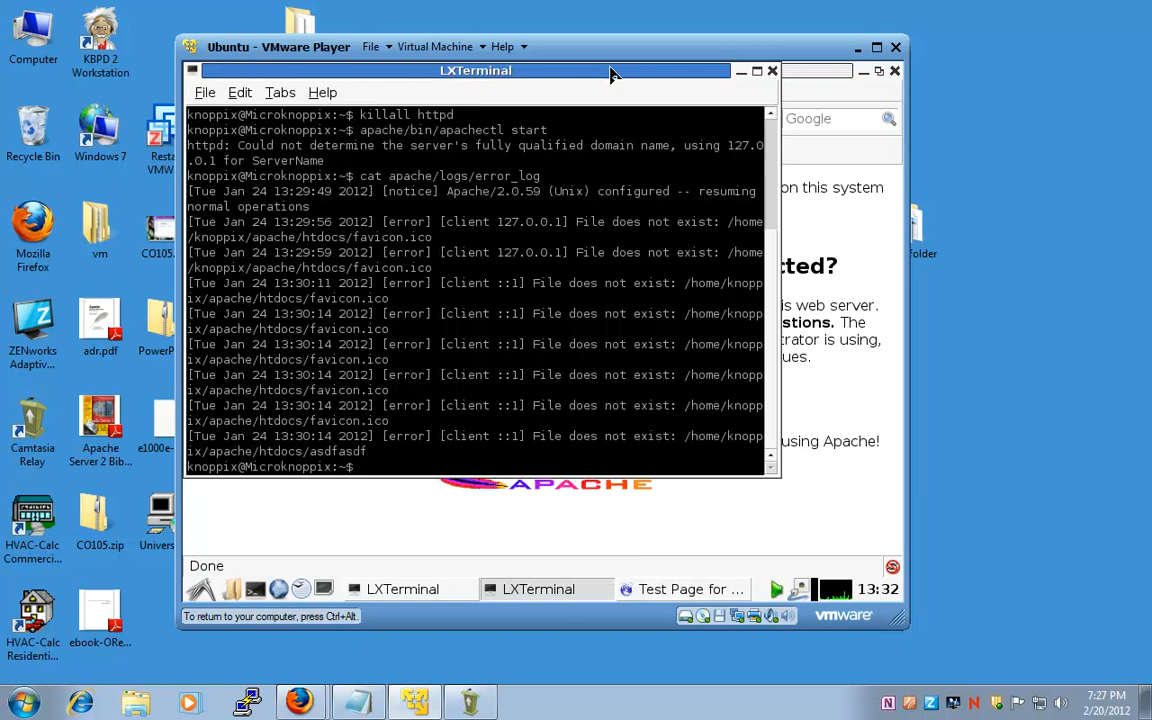 Computer
KBPD 2
Workstation
Recycle Bin
Windows 7
Resta
VMW
Mozilla
Firefox
vm
CO105.
ZENworks
Adaptiv...
adr.pdf
PowerP
Camtasia
Relay
Apache
Server 2 Bib...
e1000e-
HVAC-Calc
Commerci...
CO105.zip
Univers
HVAC-Calc
Residenti...
ebook-ORe...
Folder
Ubuntu - VMware Player
File
Virtual Machine
Help
LXTerminal
File Edit Tabs Help
knoppix@Microknoppix:~$ killall httpd
knoppix@Microknoppix:~$ apache/bin/apachectl start
httpd: Could not determine the server's fully qualified domain name, using 127.0
.0.1 for ServerName
knoppix@Microknoppix:~$ cat apache/logs/error_log
[Tue Jan 24 13:29:49 2012] [notice] Apache/2.0.59 (Unix) configured -- resuming
normal operations
[Tue Jan 24 13:29:56 2012] [error] [client 127.0.0.1] File does not exist: /home
/knoppix/apache/htdocs/favicon.ico
[Tue Jan 24 13:29:59 2012] [error] [client 127.0.0.1] File does not exist: /home
/knoppix/apache/htdocs/favicon.ico
[Tue Jan 24 13:30:11 2012] [error] [client ::1] File does not exist: /home/knopp
ix/apache/htdocs/favicon.ico
[Tue Jan 24 13:30:14 2012] [error] [client ::1] File does not exist: /home/knopp
ix/apache/htdocs/favicon.ico
[Tue Jan 24 13:30:14 2012] [error] [client ::1] File does not exist: /home/knopp
ix/apache/htdocs/favicon.ico
[Tue Jan 24 13:30:14 2012] [error] [client ::1] File does not exist: /home/knopp
ix/apache/htdocs/favicon.ico
[Tue Jan 24 13:30:14 2012] [error] [client ::1] File does not exist: /home/knopp
ix/apache/htdocs/favicon.ico
[Tue Jan 24 13:30:14 2012] [error] [client ::1] File does not exist: /home/knopp
ix/apache/htdocs/asdfasdf
knoppix@Microknoppix:~$
Google
on this system
cted?
is web server.
stions. The
trator is using,
ues.
using Apache!
APACHE
Done
LXTerminal
LXTerminal
Test Page for ...
13:32
To return to your computer, press Ctrl+Alt.
vmware
7:27 PM
2/20/2012